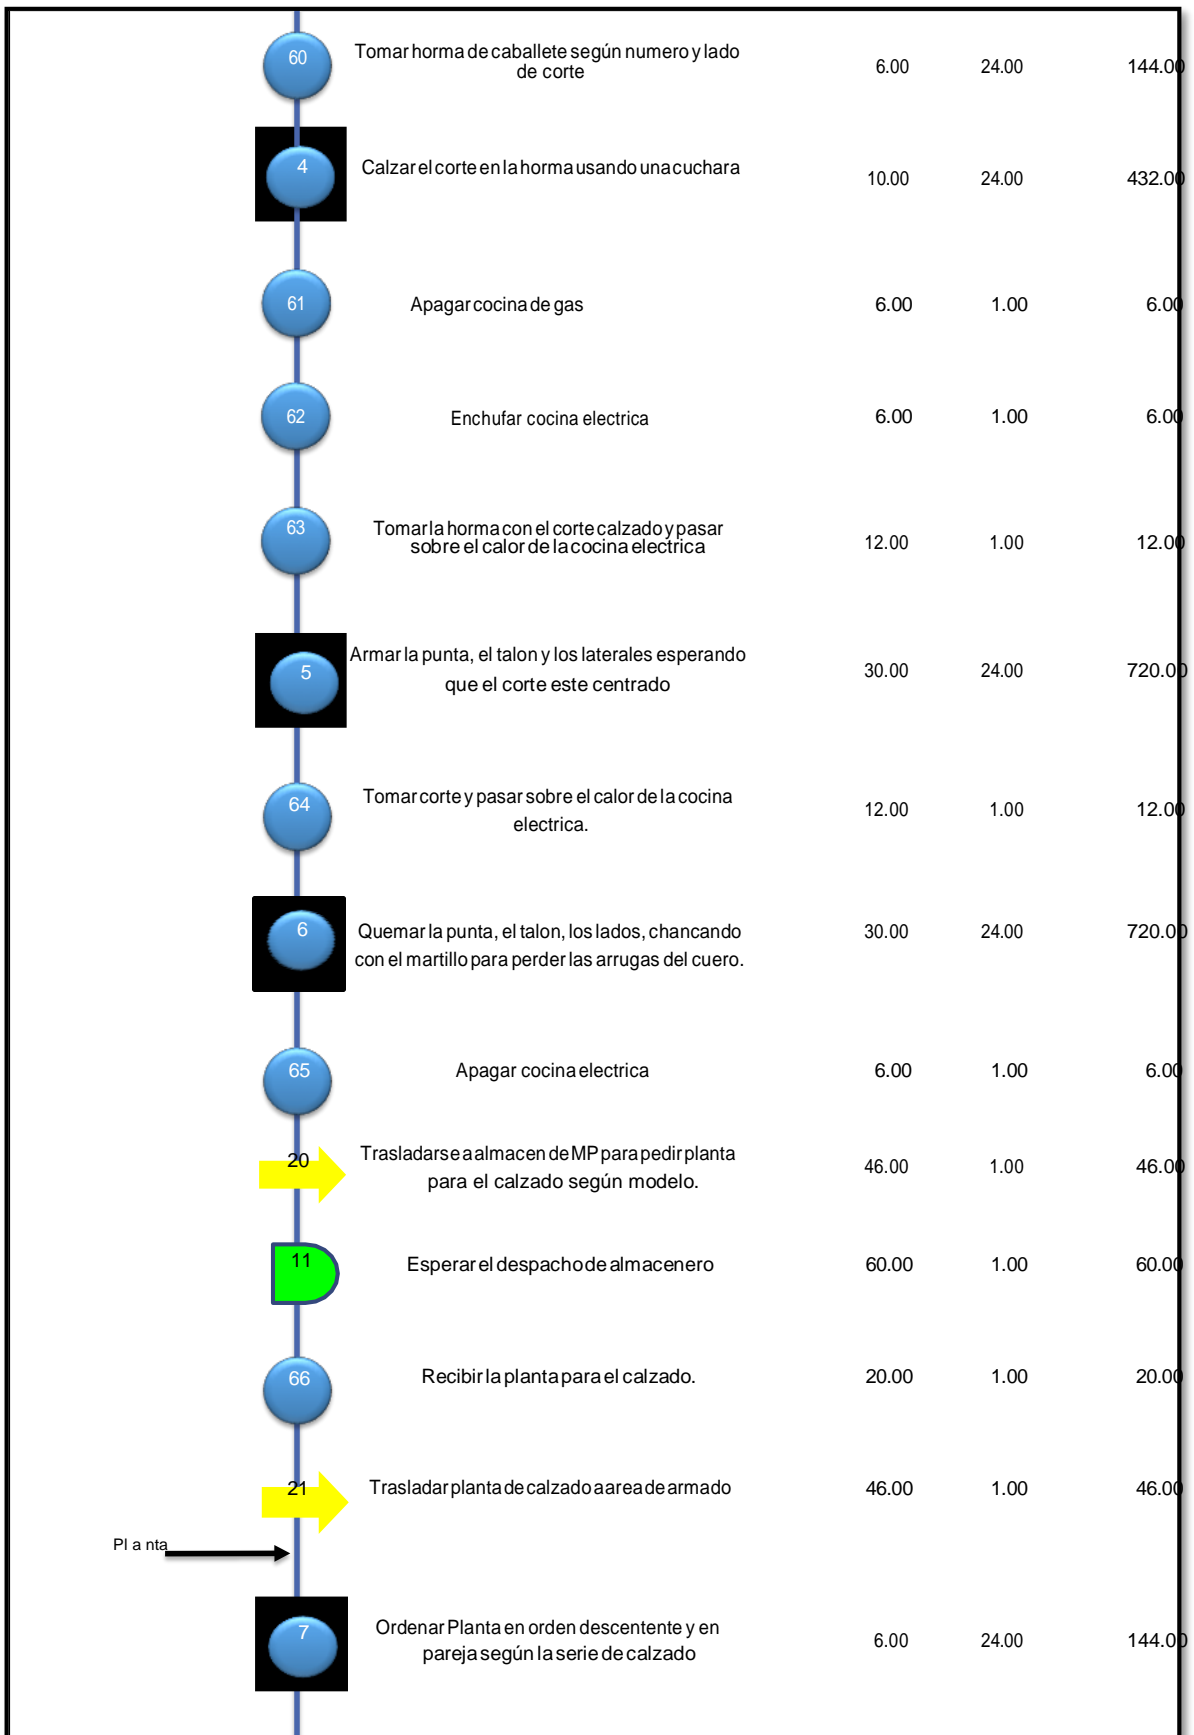 60 Tomar horma de caballete según numero y lado
de corte 6.00 24.00 144.00
4 Calzar el corte en la horma usando una cuchara 10.00 24.00 432.00
61 Apagar cocina de gas 6.00 1.00 6.00
62 Enchufar cocina electrica 6.00 1.00 6.00
63 Tomar la horma con el corte calzado y pasar
sobre el calor de la cocina electrica 12.00 1.00 12.00
5 Armar la punta, el talon y los laterales esperando
que el corte este centrado 30.00 24.00 720.00
64 Tomar corte y pasar sobre el calor de la cocina
electrica. 12.00 1.00 12.00
6 Quemar la punta, el talon, los lados, chancando
con el martillo para perder las arrugas del cuero. 30.00 24.00 720.00
65 Apagar cocina electrica 6.00 1.00 6.00
20 Trasladarse a almacen de MP para pedir planta
para el calzado según modelo. 46.00 1.00 46.00
11 Esperar el despacho de almacenero 60.00 1.00 60.00
66 Recibir la planta para el calzado. 20.00 1.00 20.00
21 Trasladar planta de calzado a area de armado 46.00 1.00 46.00
Pl a nta
7 Ordenar Planta en orden descentente y en
pareja según la serie de calzado 6.00 24.00 144.00